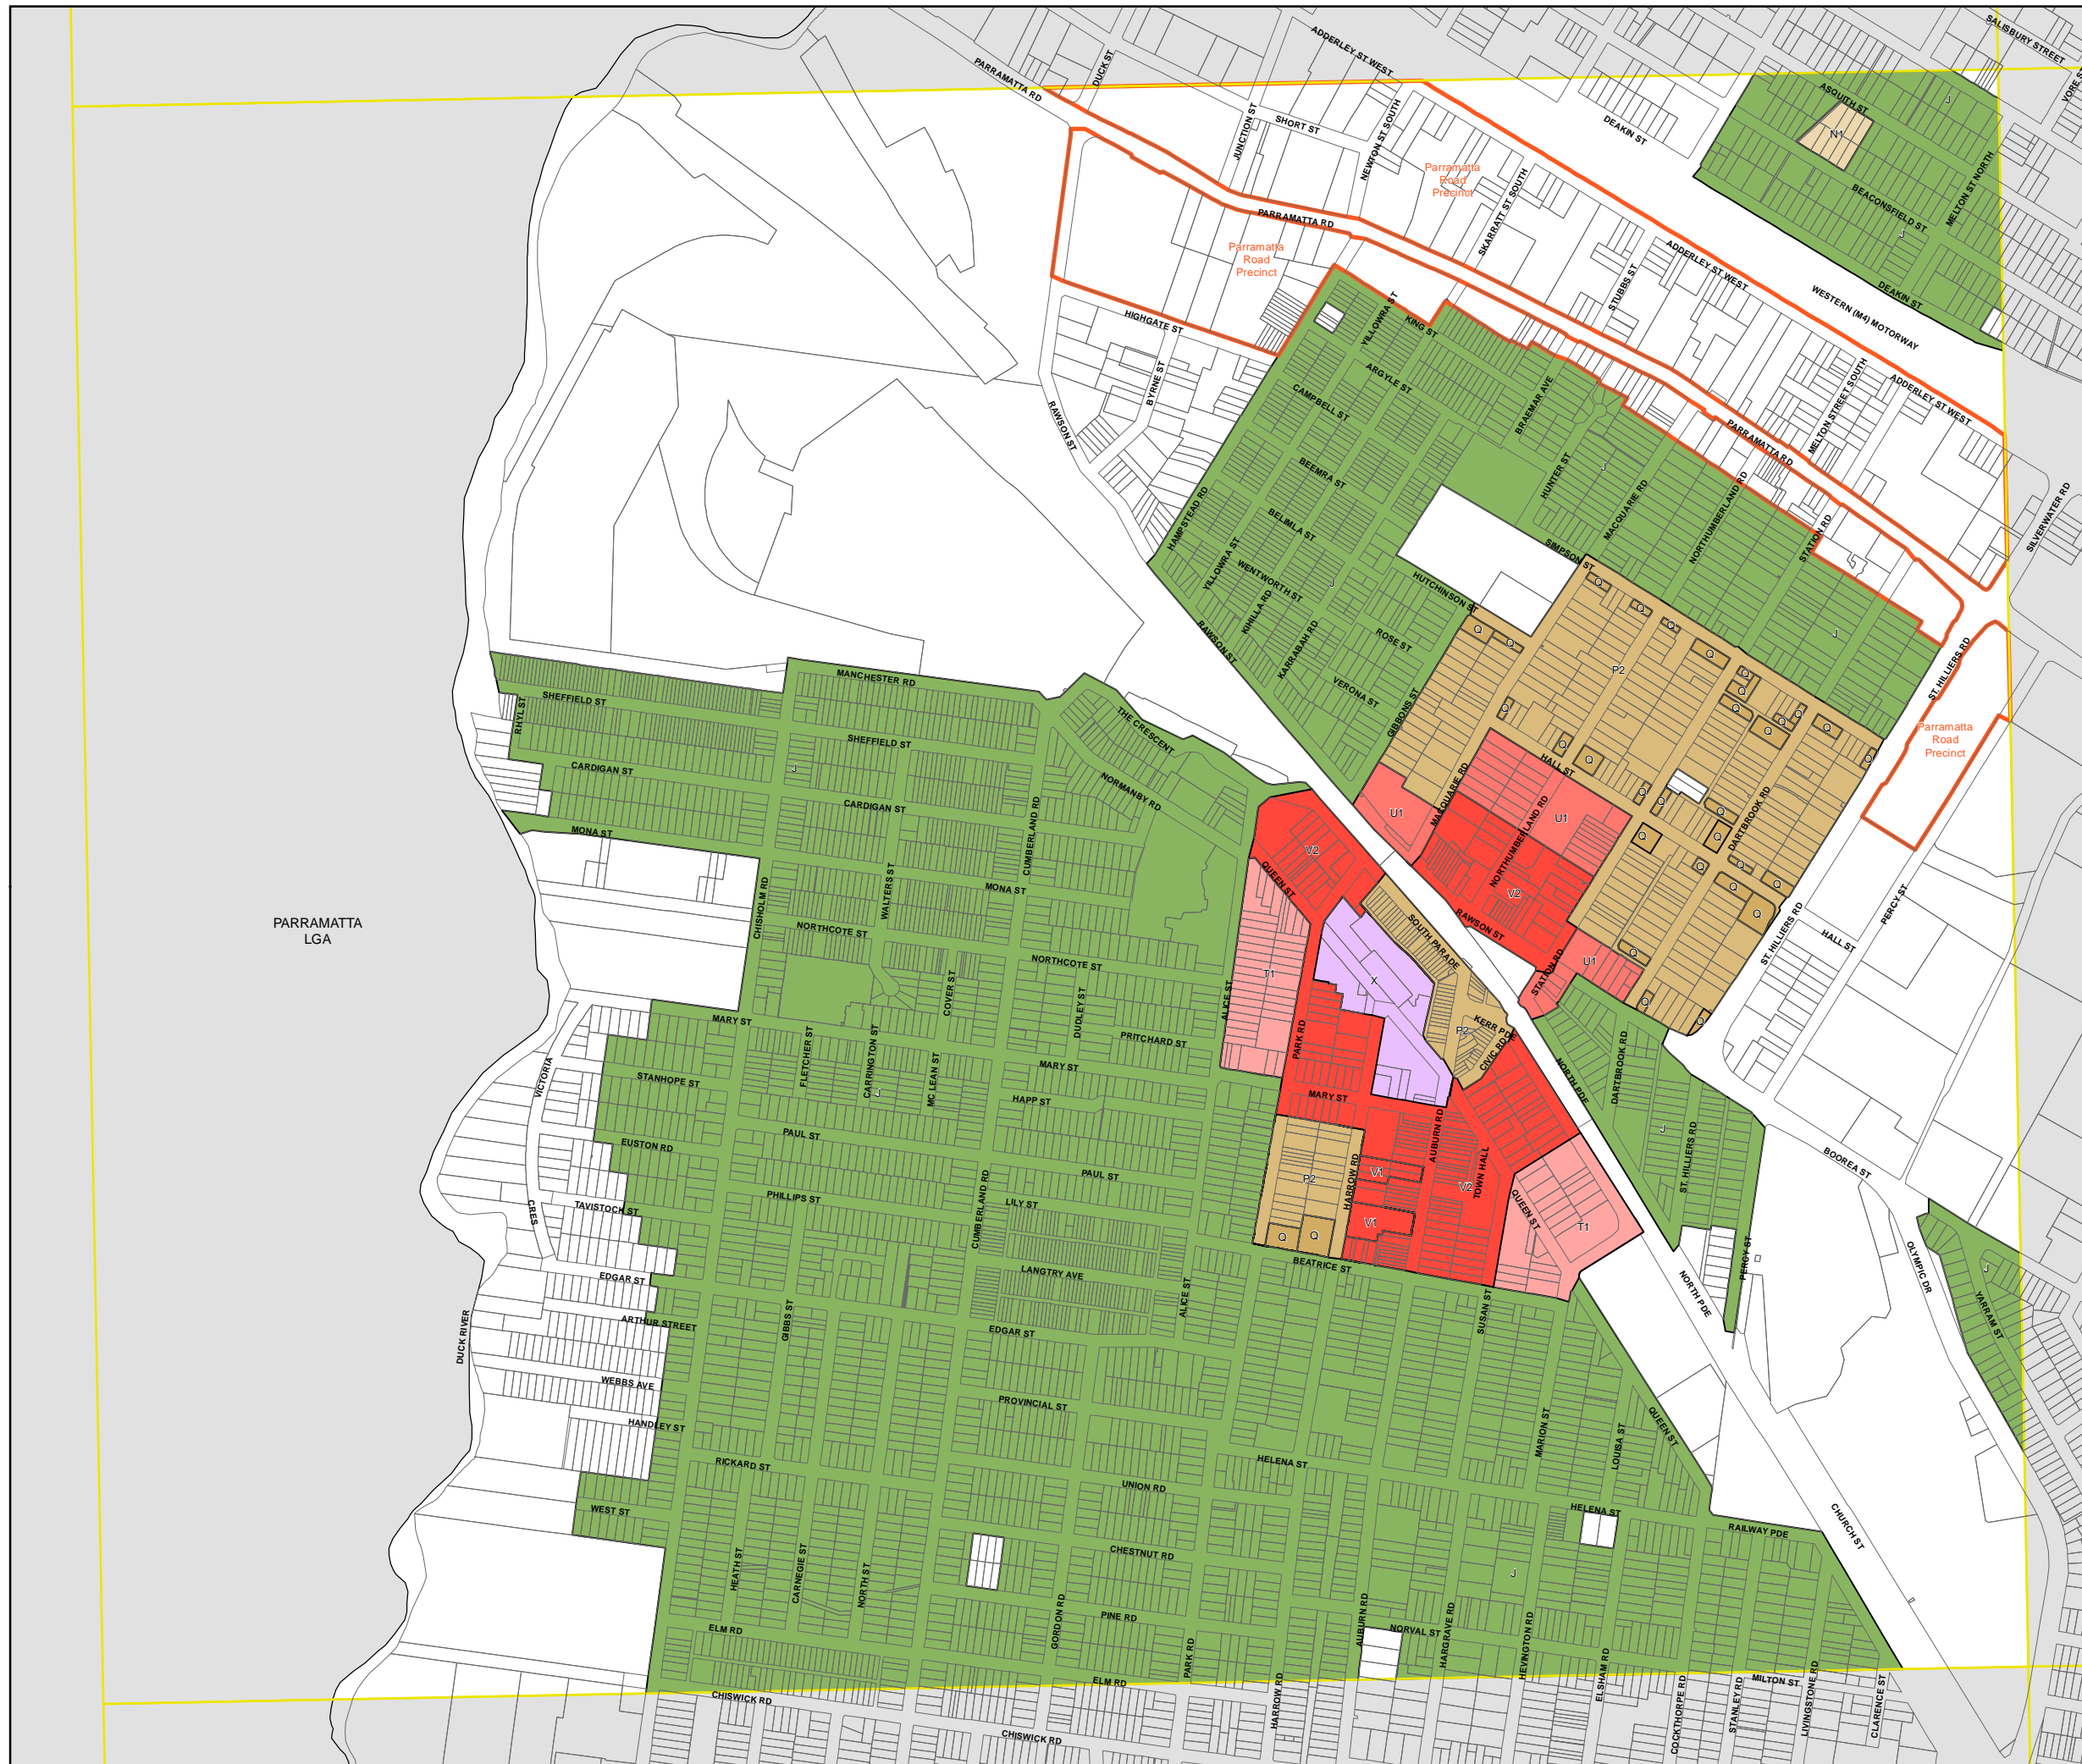 SALISBURY STREET
ADDERLEY ST WEST
DUCK ST
PARRAMATTA RD
ASQUITH ST
J
N1
JUNCTION ST
SHORT ST
NEWTON ST SOUTH
DEAKIN ST
Parramatta
Road
Precinct
SKARRATT ST SOUTH
BEACONSFIELD ST
MELTON ST NORTH
J
PARRAMATTA RD
Parramatta
Road
Precinct
ADDERLEY ST WEST
STUBBS ST
DEAKIN ST
WESTERN (M4) MOTORWAY
HIGHGATE ST
YILLOWRA ST
KING ST
BYRNE ST
ARGYLE ST
CAMPBELL ST
BRAEMAR AVE
MELTON STREET SOUTH
ADDERLEY ST WEST
RAWSON ST
PARRAMATTA RD
BEEMRA ST
HUNTER ST
J
MACQUARIE RD
NORTHUMBERLAND RD
STATION RD
SILVERWATER RD
HAMPSTEAD RD
BELIMLA ST
YILLOWRA ST
WENTWORTH ST
SIMPSON ST
HUTCHINSON ST
J
KIHILLA RD
KARRABAH RD
ROSE ST
RAWSON ST
VERONA ST
GIBBONS ST
Q
Q
Q
Q
Q
P2
Q
J
ST. HILLIERS RD
Parramatta
Road
Precinct
MANCHESTER RD
SHEFFIELD ST
RHYL ST
THE CRESCENT
SHEFFIELD ST
CARDIGAN ST
J
NORMANBY RD
CARDIGAN ST
CUMBERLAND RD
MONA ST
Q
Q
Q
Q
Q
Q
Q
Q
Q
Q
HALL ST
Q
Q
Q
Q
MACQUARIE RD
U1
U1
NORTHUMBERLAND RD
DARTBROOK RD
Q
Q
V2
QUEEN ST
T1
V2
Q
Q
Q
Q
Q
MONA ST
WALTERS ST
CHISHOLM RD
NORTHCOTE ST
PARRAMATTA
LGA
SOUTH PARADE
RAWSON ST
Q
U1
STATION RD
ST. HILLIERS RD
HALL ST
PERCY ST
NORTHCOTE ST
COVER ST
DUDLEY ST
ALICE ST
X
Q
Q
MARY ST
FLETCHER ST
CARRINGTON ST
PRITCHARD ST
PARK RD
P2
KERR PDE
CIVIC RD
STANHOPE ST
VICTORIA
MC LEAN ST
J
MARY ST
HAPP ST
MARY ST
NORTH PDE
DARTBROOK RD
J
ST. HILLIERS RD
BOOREA ST
EUSTON RD
PAUL ST
PAUL ST
AUBURN RD
V1
P2
HARROW RD
V2
TOWN HALL
TAVISTOCK ST
CRES
PHILLIPS ST
CUMBERLAND RD
LILY ST
V1
Q
Q
QUEEN ST
T1
EDGAR ST
LANGTRY AVE
BEATRICE ST
ALICE ST
SUSAN ST
NORTH PDE
PERCY ST
OLYMPIC DR
J
YARRAM ST
DUCK RIVER
ARTHUR STREET
GIBBS ST
EDGAR ST
WEBBS AVE
HANDLEY ST
PROVINCIAL ST
MARION ST
LOUISA ST
QUEEN ST
RICKARD ST
HELENA ST
UNION RD
WEST ST
HELENA ST
RAILWAY PDE
CHURCH ST
CHESTNUT RD
HEATH ST
CARNEGIE ST
NORTH ST
J
ELM RD
GORDON RD
PINE RD
PARK RD
AUBURN RD
NORVAL ST
HARGRAVE RD
HEVINGTON RD
ELSHAM RD
CHISWICK RD
ELM RD
HARROW RD
COCKTHORPE RD
STANLEY RD
MILTON ST
LIVINGSTONE RD
CLARENCE ST
CHISWICK RD